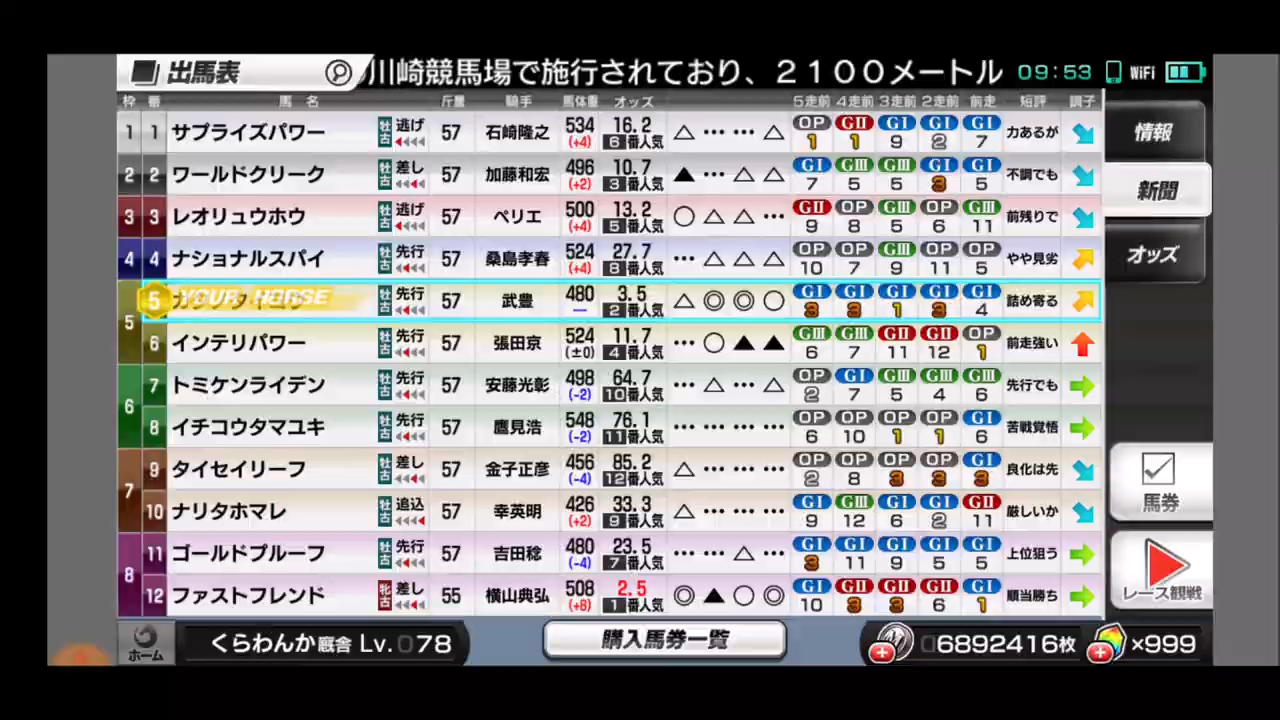 出馬表 川崎競馬場で施行されており、２１００メートル 09:53 WiFi
枠 番 馬 名 斤量 騎手 馬体重 オッズ 5走前 4走前 3走前 2走前 前走 短評 調子
1 1 サプライズパワー 牡古 逃げ 57 石崎隆之 534 (+4) 16.2 6番人気 △ … … △ OP 1 GII 1 GI 9 GI 2 GI 7 力あるが
2 2 ワールドクリーク 牡古 差し 57 加藤和宏 496 (+2) 10.7 3番人気 ▲ … △ △ GI 7 GIII 5 GIII 5 GI 3 GI 5 不調でも
3 3 レオリュウホウ 牡古 逃げ 57 ペリエ 500 (+4) 13.2 5番人気 ○ △ △ … GII 9 OP 8 GIII 5 OP 6 GIII 11 前残りで
4 4 ナショナルスパイ 牡古 先行 57 桑島孝春 524 (+4) 27.7 8番人気 … △ △ △ OP 10 OP 7 GIII 9 OP 11 OP 5 やや見劣
5 5 YOUR HORSE 牡古 先行 57 武豊 480 — 3.5 2番人気 △ ◎ ◎ ○ GI 3 GI 3 GI 1 GI 3 GI 4 詰め寄る
6 インテリパワー 牡古 先行 57 張田京 524 (±0) 11.7 4番人気 … ○ ▲ ▲ GIII 6 GIII 7 GII 11 GII 12 OP 1 前走強い
6 7 トミケンライデン 牡古 先行 57 安藤光彰 498 (-2) 64.7 10番人気 … △ … △ OP 2 GI 7 GIII 5 GIII 4 GIII 6 先行でも
8 イチコウタマユキ 牡古 先行 57 鷹見浩 548 (-2) 76.1 11番人気 … … … … OP 6 OP 10 OP 1 OP 1 GI 6 苦戦覚悟
7 9 タイセイリーフ 牡古 差し 57 金子正彦 456 (-4) 85.2 12番人気 △ … … … OP 2 OP 8 OP 3 OP 3 GI 3 良化は先
10 ナリタホマレ 牡古 追込 57 幸英明 426 (+2) 33.3 9番人気 △ … … … GI 9 GIII 12 GI 6 GI 2 GII 11 厳しいか
8 11 ゴールドプルーフ 牡古 先行 57 吉田稔 480 (-4) 23.5 7番人気 … … △ … GI 3 GI 11 GI 9 GI 5 GI 5 上位狙う
12 ファストフレンド 牝古 差し 55 横山典弘 508 (+8) 2.5 1番人気 ◎ ▲ ○ ◎ GI 10 GII 3 GII 3 GII 6 GI 1 順当勝ち
情報
新聞
オッズ
馬券
レース観戦
ホーム くらわんか厩舎 Lv.078 購入馬券一覧 06892416枚 ×999